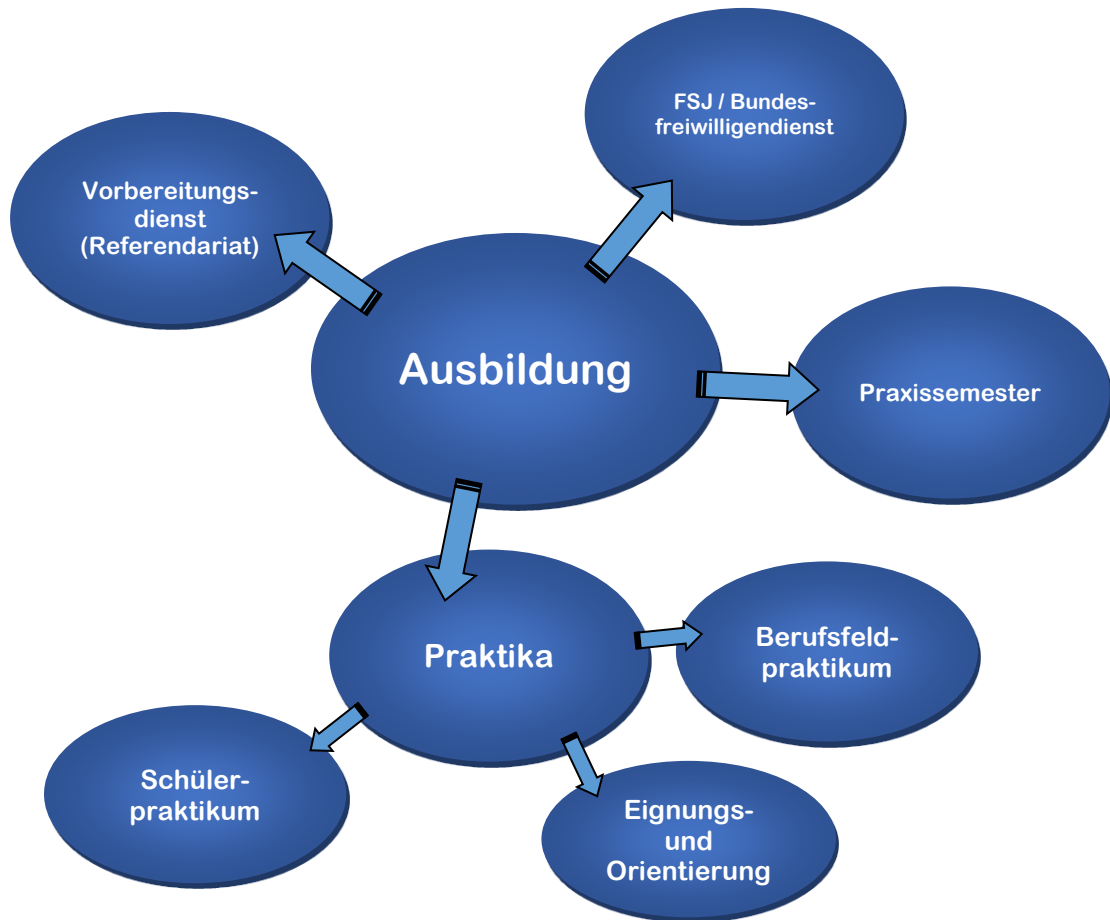 FSJ / Bundes-
freiwilligendienst
Vorbereitungs-
dienst
(Referendariat)
Ausbildung
Praxissemester
Praktika
Berufsfeld-
praktikum
Schüler-
praktikum
Eignungs-
und
Orientierung